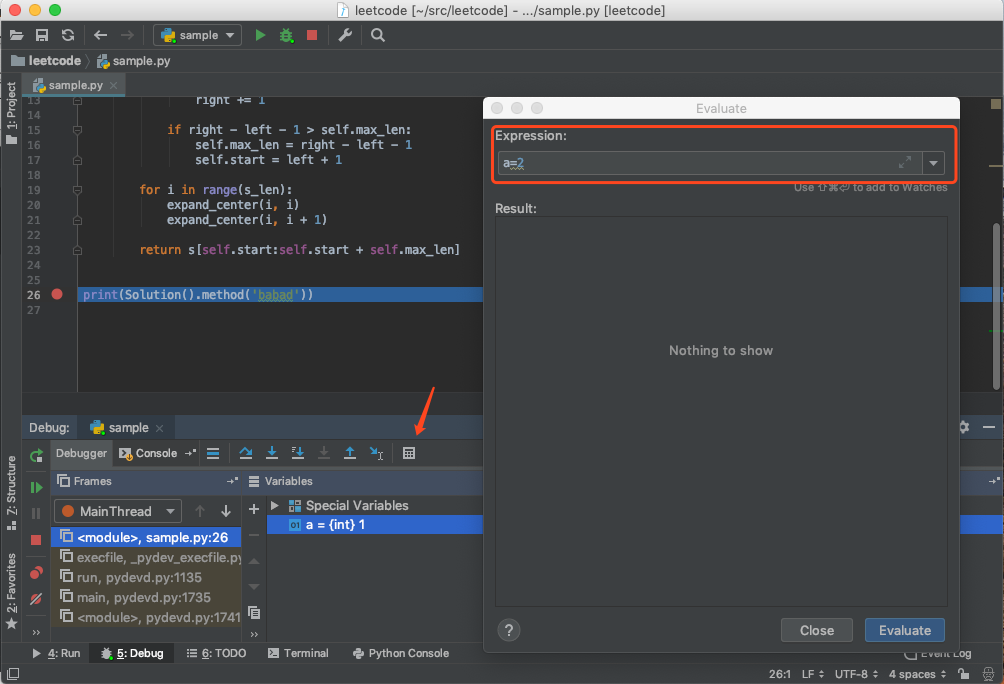 leetcode [~/src/leetcode] - .../sample.py [leetcode]
sample
leetcode sample.py
1: Project
sample.py
13 right += 1
14
15 if right - left - 1 > self.max_len:
16 self.max_len = right - left - 1
17 self.start = left + 1
18
19 for i in range(s_len):
20 expand_center(i, i)
21 expand_center(i, i + 1)
22
23 return s[self.start:self.start + self.max_len]
24
25
26 print(Solution().method('babad'))
27
Evaluate
Expression:
a=2
Use ⇧⌘⏎ to add to Watches
Result:
Nothing to show
? Close Evaluate
Debug: sample
Debugger Console
Frames Variables
MainThread
Special Variables
<module>, sample.py:26
01 a = {int} 1
execfile, _pydev_execfile.py
run, pydevd.py:1135
main, pydevd.py:1735
<module>, pydevd.py:1741
7: Structure
2: Favorites
4: Run 5: Debug 6: TODO Terminal Python Console Event Log
26:1 LF UTF-8 4 spaces